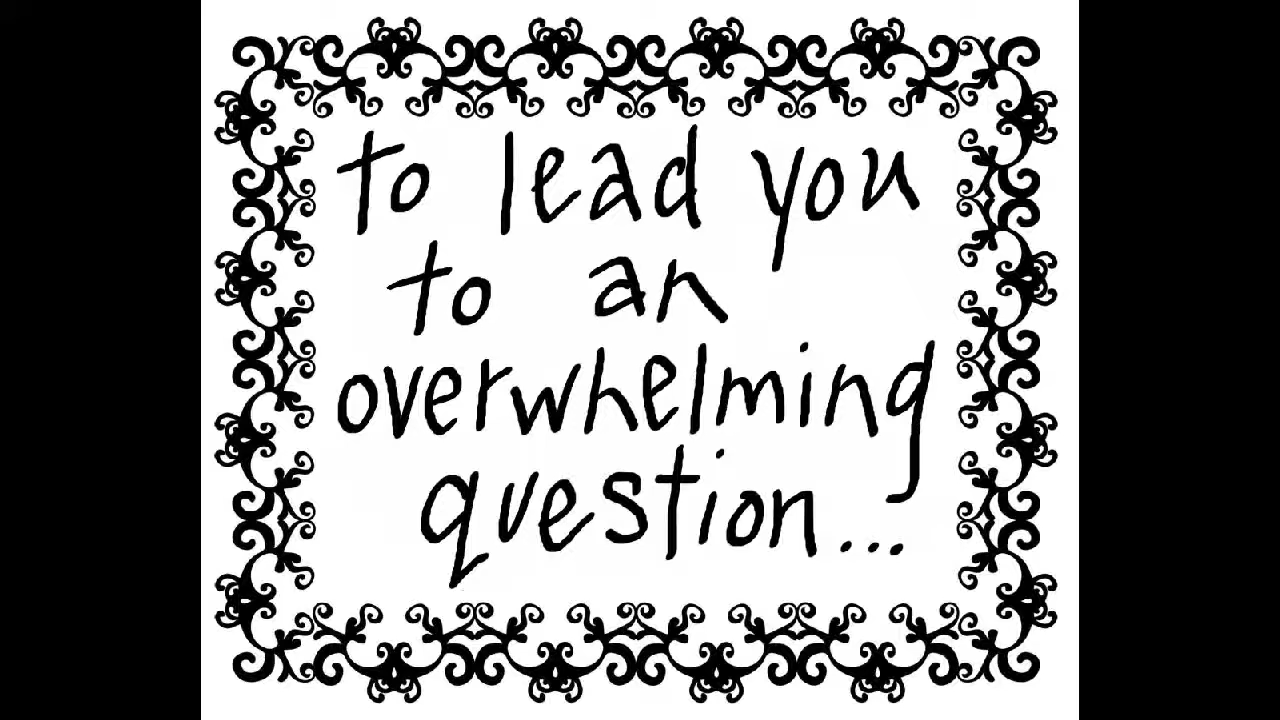 to lead you
to an
overwhelming
question...